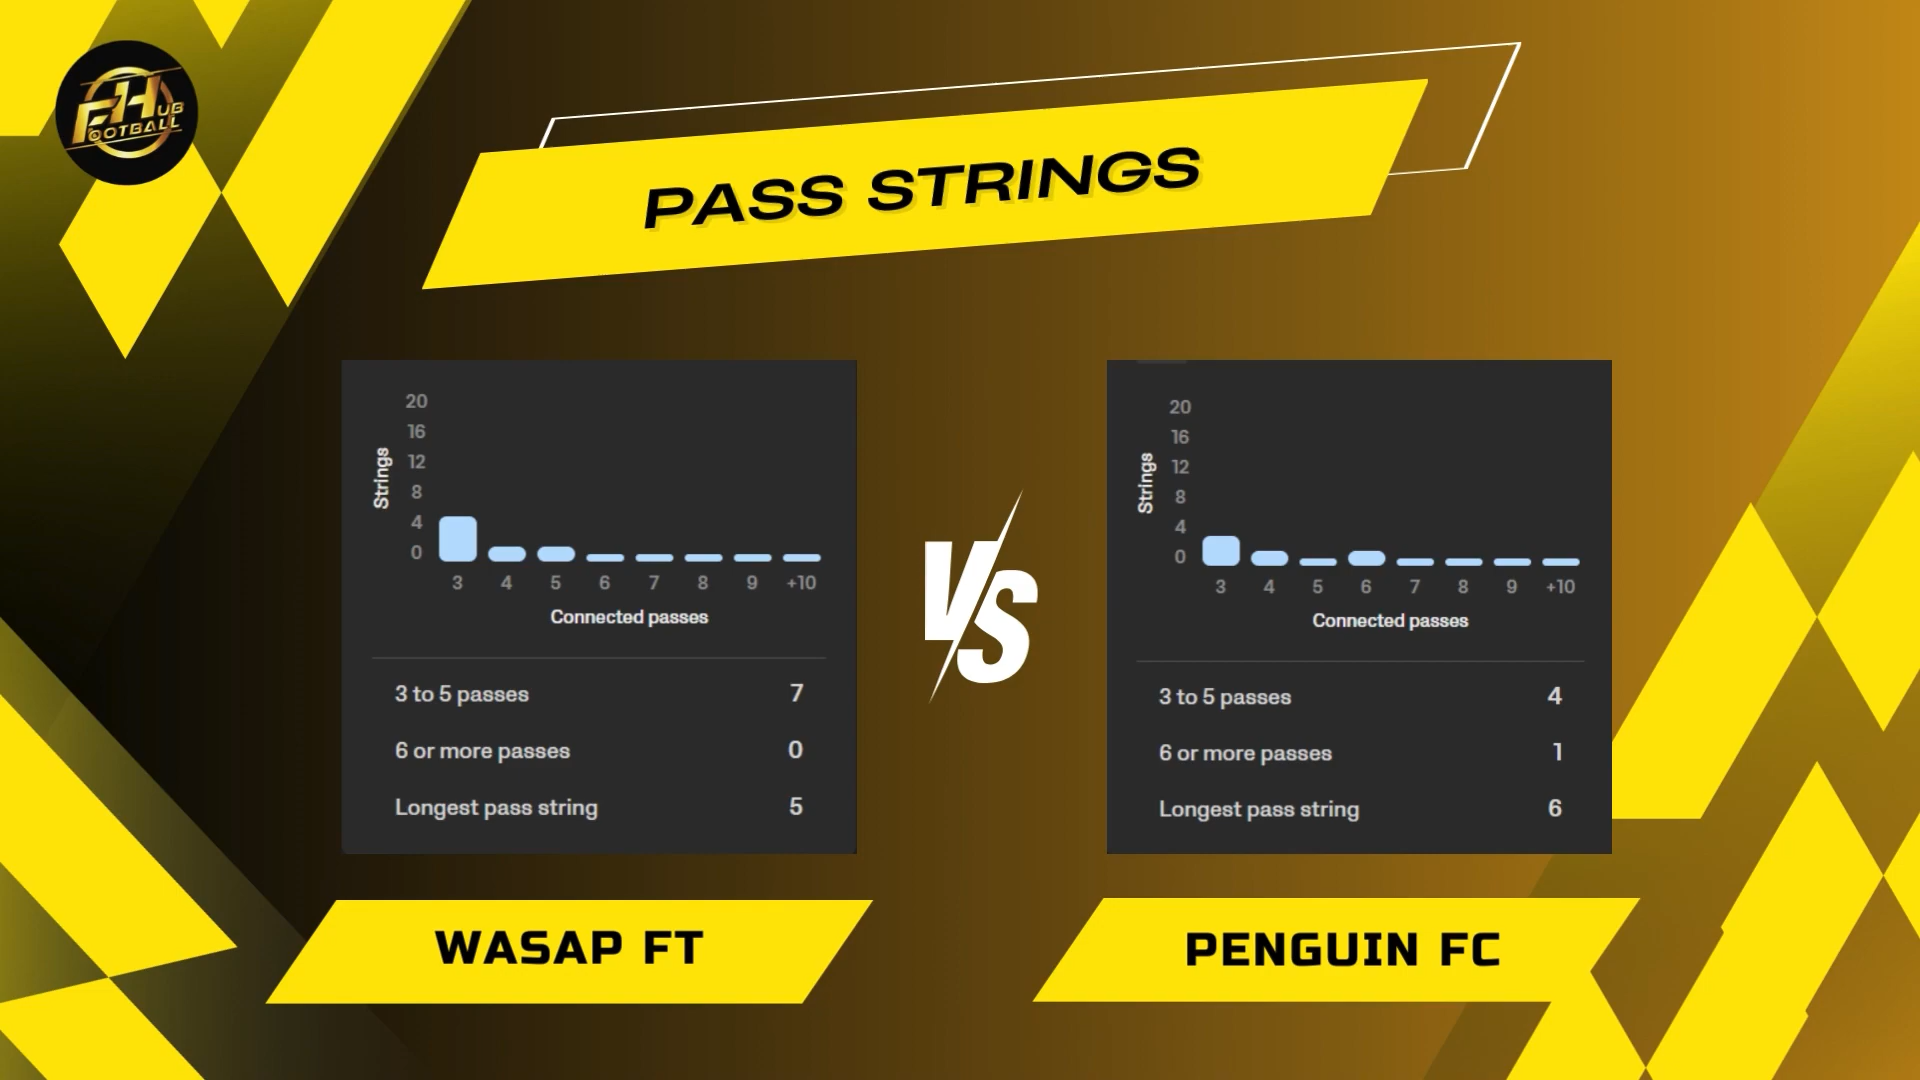 FOOTBALL HUB
PASS STRINGS
20
16
12
8
4
0
Strings
3 4 5 6 7 8 9 +10
Connected passes
3 to 5 passes 7
6 or more passes 0
Longest pass string 5
WASAP FT
VS
20
16
12
8
4
0
Strings
3 4 5 6 7 8 9 +10
Connected passes
3 to 5 passes 4
6 or more passes 1
Longest pass string 6
PENGUIN FC